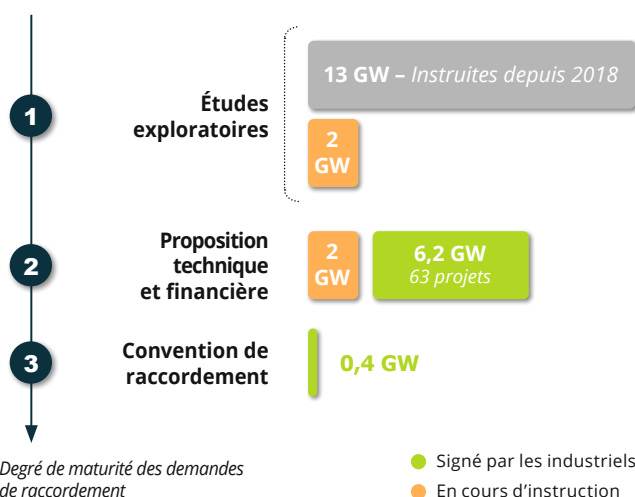 13 GW – Instruites depuis 2018
1
Études
exploratoires
2
GW
2
Proposition
technique
et financière
2
GW
6,2 GW
63 projets
3
Convention de
raccordement
0,4 GW
Degré de maturité des demandes
de raccordement
Signé par les industriels
En cours d'instruction